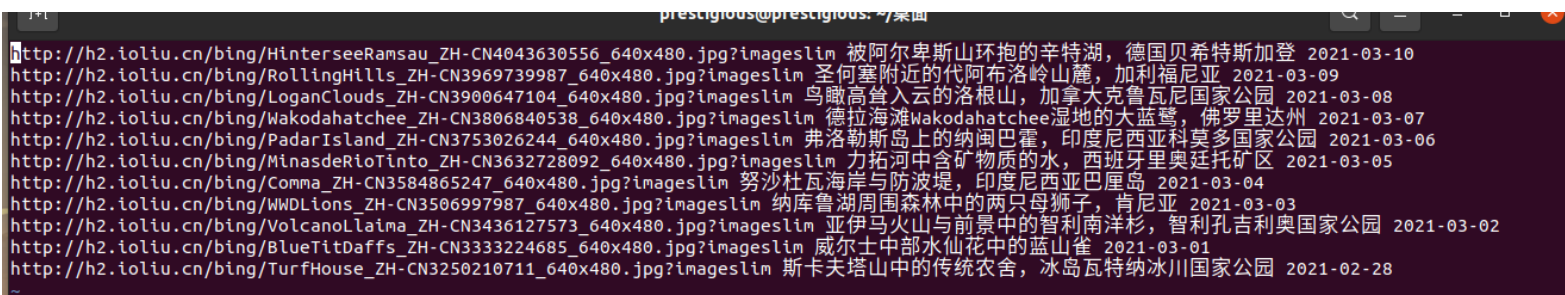 prestigious@prestigious: ~/桌面
http://h2.ioliu.cn/bing/HinterseeRamsau_ZH-CN4043630556_640x480.jpg?imageslim 被阿尔卑斯山环抱的辛特湖，德国贝希特斯加登 2021-03-10
http://h2.ioliu.cn/bing/RollingHills_ZH-CN3969739987_640x480.jpg?imageslim 圣何塞附近的代阿布洛岭山麓，加利福尼亚 2021-03-09
http://h2.ioliu.cn/bing/LoganClouds_ZH-CN3900647104_640x480.jpg?imageslim 鸟瞰高耸入云的洛根山，加拿大克鲁瓦尼国家公园 2021-03-08
http://h2.ioliu.cn/bing/Wakodahatchee_ZH-CN3806840538_640x480.jpg?imageslim 德拉海滩Wakodahatchee湿地的大蓝鹭，佛罗里达州 2021-03-07
http://h2.ioliu.cn/bing/PadarIsland_ZH-CN3753026244_640x480.jpg?imageslim 弗洛勒斯岛上的纳闽巴霍，印度尼西亚科莫多国家公园 2021-03-06
http://h2.ioliu.cn/bing/MinasdeRioTinto_ZH-CN3632728092_640x480.jpg?imageslim 力拓河中含矿物质的水，西班牙里奥廷托矿区 2021-03-05
http://h2.ioliu.cn/bing/Comma_ZH-CN3584865247_640x480.jpg?imageslim 努沙杜瓦海岸与防波堤，印度尼西亚巴厘岛 2021-03-04
http://h2.ioliu.cn/bing/WWDLions_ZH-CN3506997987_640x480.jpg?imageslim 纳库鲁湖周围森林中的两只母狮子，肯尼亚 2021-03-03
http://h2.ioliu.cn/bing/VolcanoLlaima_ZH-CN3436127573_640x480.jpg?imageslim 亚伊马火山与前景中的智利南洋杉，智利孔吉利奥国家公园 2021-03-02
http://h2.ioliu.cn/bing/BlueTitDaffs_ZH-CN3333224685_640x480.jpg?imageslim 威尔士中部水仙花中的蓝山雀 2021-03-01
http://h2.ioliu.cn/bing/TurfHouse_ZH-CN3250210711_640x480.jpg?imageslim 斯卡夫塔山中的传统农舍，冰岛瓦特纳冰川国家公园 2021-02-28
~